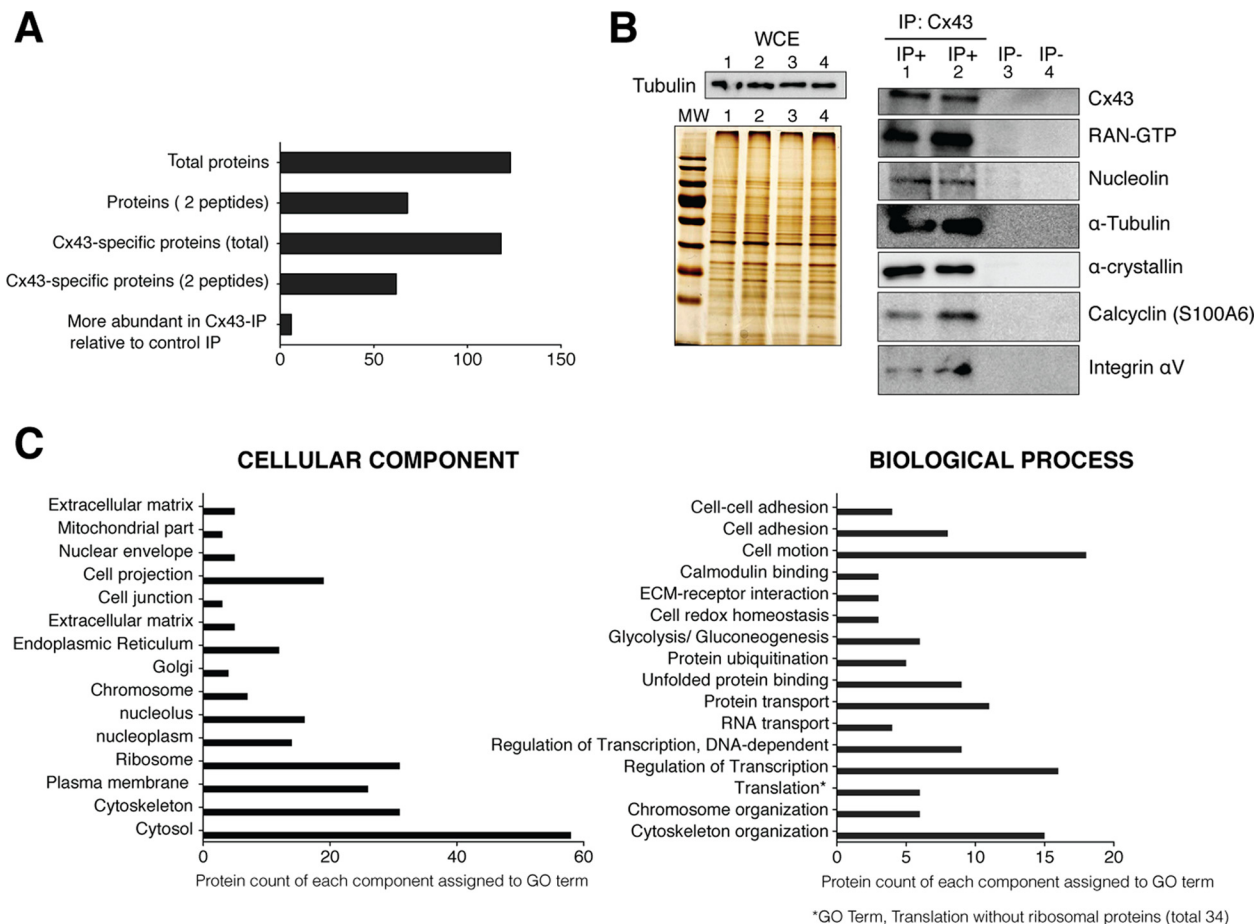 A
Total proteins
Proteins ( 2 peptides)
Cx43-specific proteins (total)
Cx43-specific proteins (2 peptides)
More abundant in Cx43-IP
relative to control IP
0 50 100 150
B
WCE
1 2 3 4
Tubulin
MW 1 2 3 4
IP: Cx43
IP+ IP+ IP- IP-
1 2 3 4
Cx43
RAN-GTP
Nucleolin
α-Tubulin
α-crystallin
Calcyclin (S100A6)
Integrin αV
C
CELLULAR COMPONENT
Extracellular matrix
Mitochondrial part
Nuclear envelope
Cell projection
Cell junction
Extracellular matrix
Endoplasmic Reticulum
Golgi
Chromosome
nucleolus
nucleoplasm
Ribosome
Plasma membrane
Cytoskeleton
Cytosol
0 20 40 60
Protein count of each component assigned to GO term
BIOLOGICAL PROCESS
Cell-cell adhesion
Cell adhesion
Cell motion
Calmodulin binding
ECM-receptor interaction
Cell redox homeostasis
Glycolysis/ Gluconeogenesis
Protein ubiquitination
Unfolded protein binding
Protein transport
RNA transport
Regulation of Transcription, DNA-dependent
Regulation of Transcription
Translation*
Chromosome organization
Cytoskeleton organization
0 5 10 15 20
Protein count of each component assigned to GO term
*GO Term, Translation without ribosomal proteins (total 34)